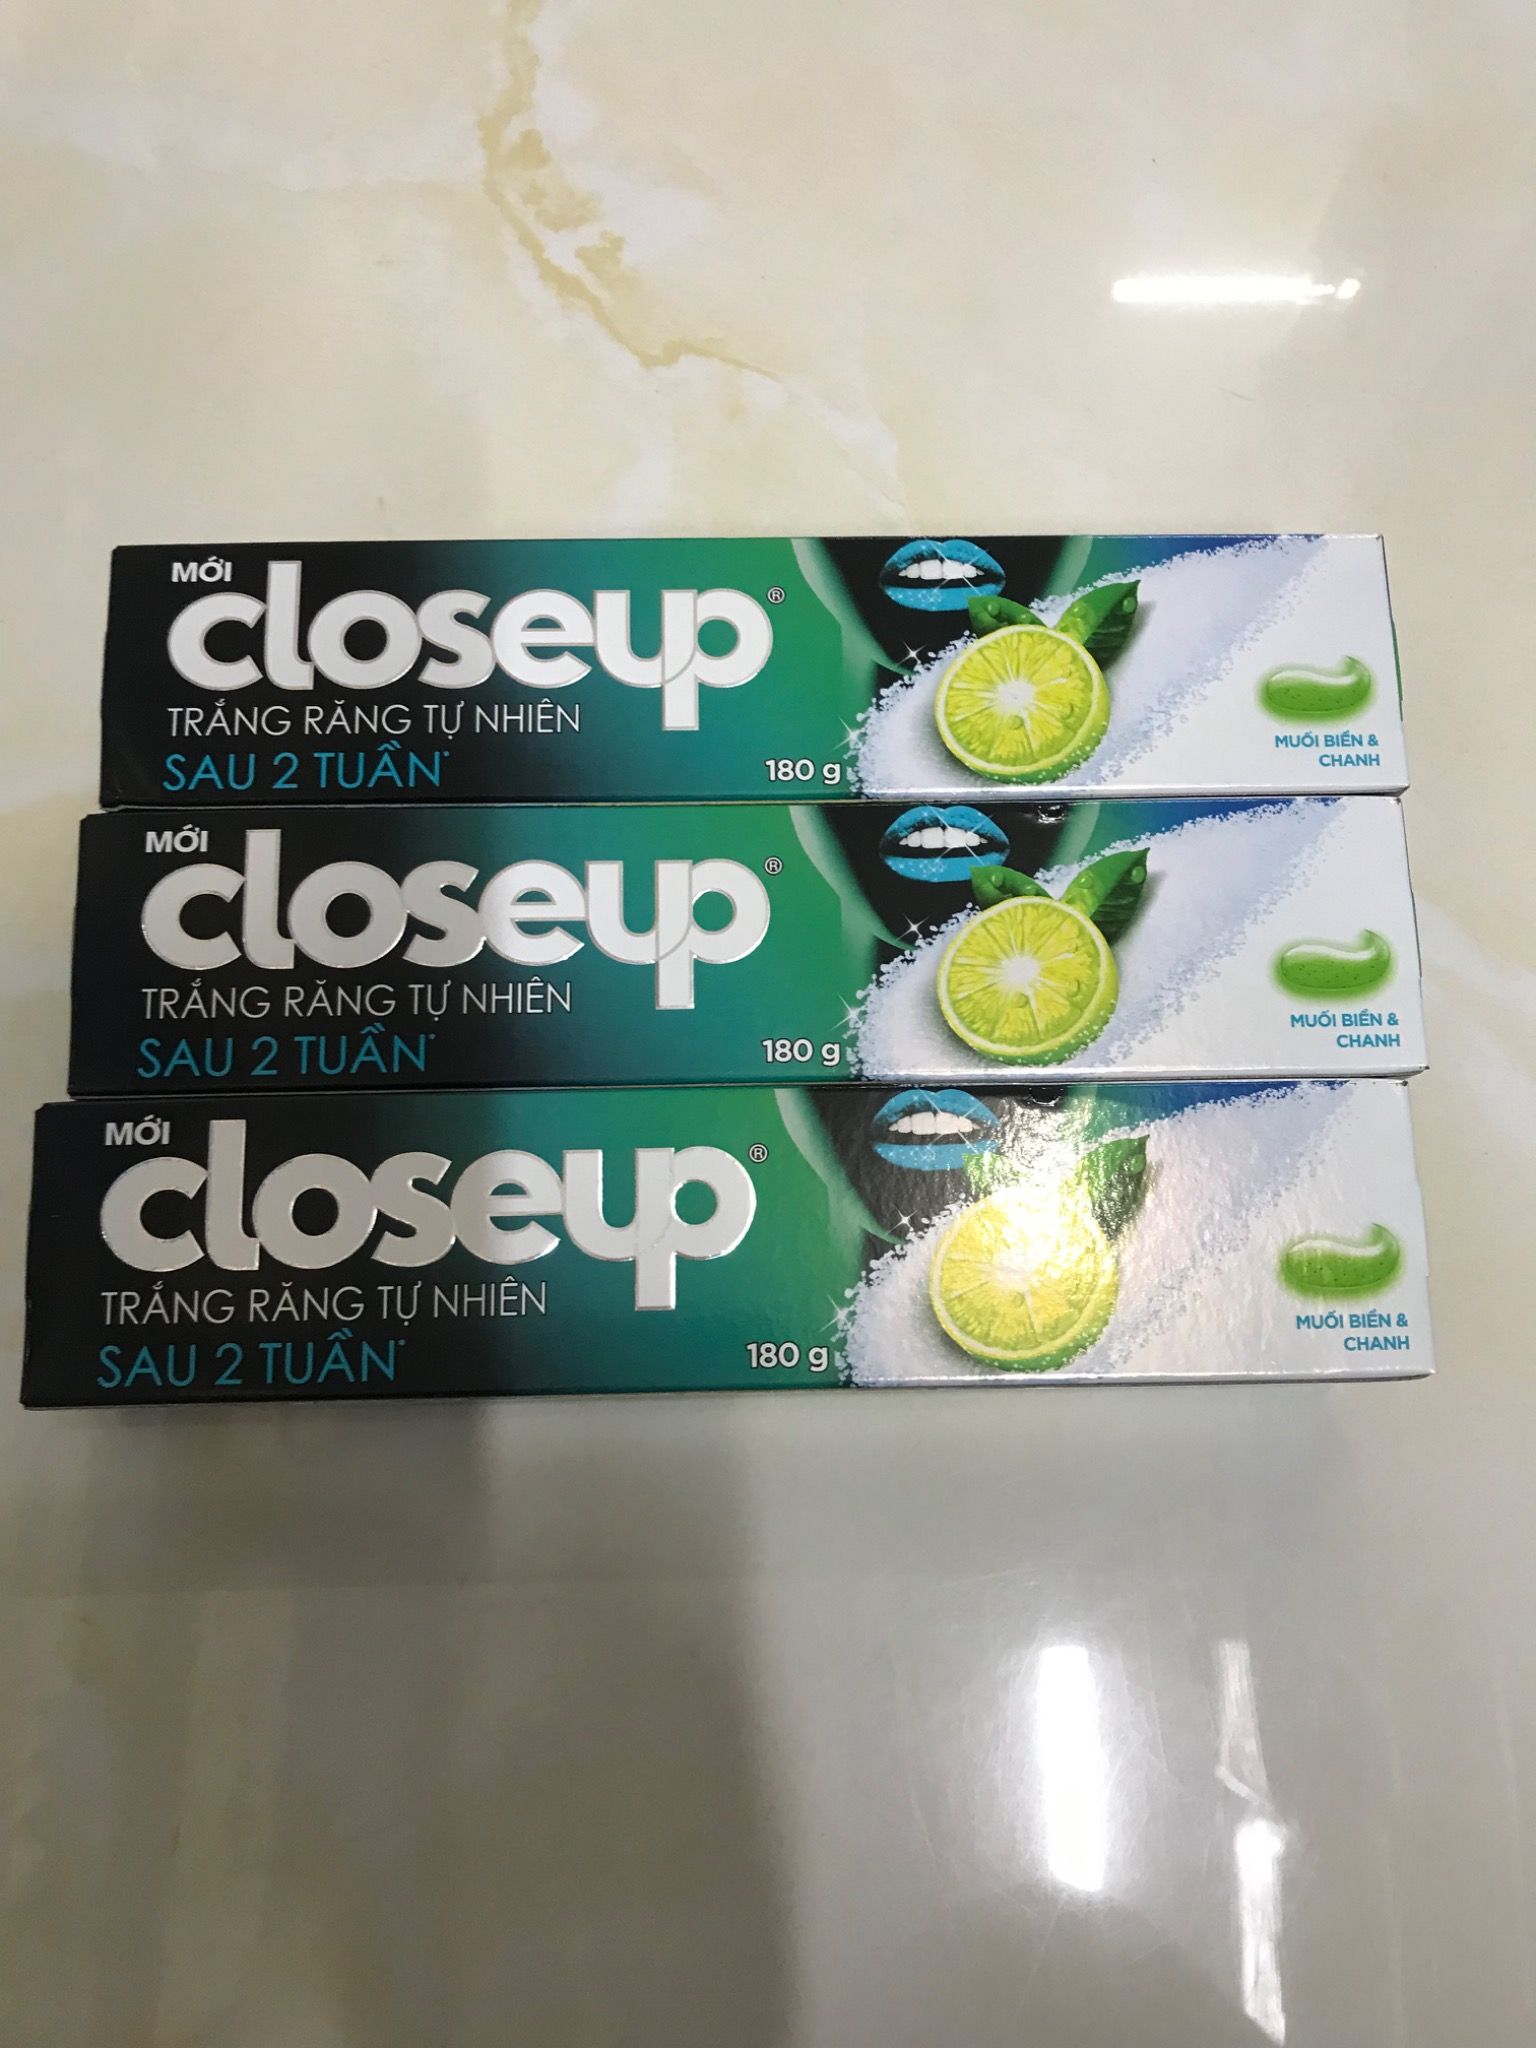 MỚI
closeup®
TRẮNG RĂNG TỰ NHIÊN
SAU 2 TUẦN*
180 g
MUỐI BIỂN &
CHANH
MỚI
closeup®
TRẮNG RĂNG TỰ NHIÊN
SAU 2 TUẦN*
180 g
MUỐI BIỂN &
CHANH
MỚI
closeup®
TRẮNG RĂNG TỰ NHIÊN
SAU 2 TUẦN*
180 g
MUỐI BIỂN &
CHANH